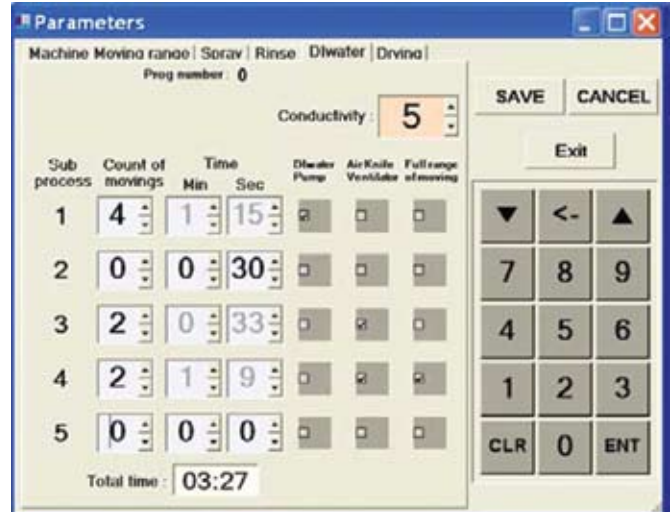 Parameters
Machine Moving range | Spray | Rinse DIwater | Drying |
Prog number : 0
Conductivity : 5
SAVE CANCEL
Exit
Sub process Count of movings Time Min Sec DIwater Pump Air Knife Ventilator Full range of moving
1 4 1 15
2 0 0 30
3 2 0 33
4 2 1 9
5 0 0 0
Total time : 03:27
▼ <- ▲
7 8 9
4 5 6
1 2 3
CLR 0 ENT